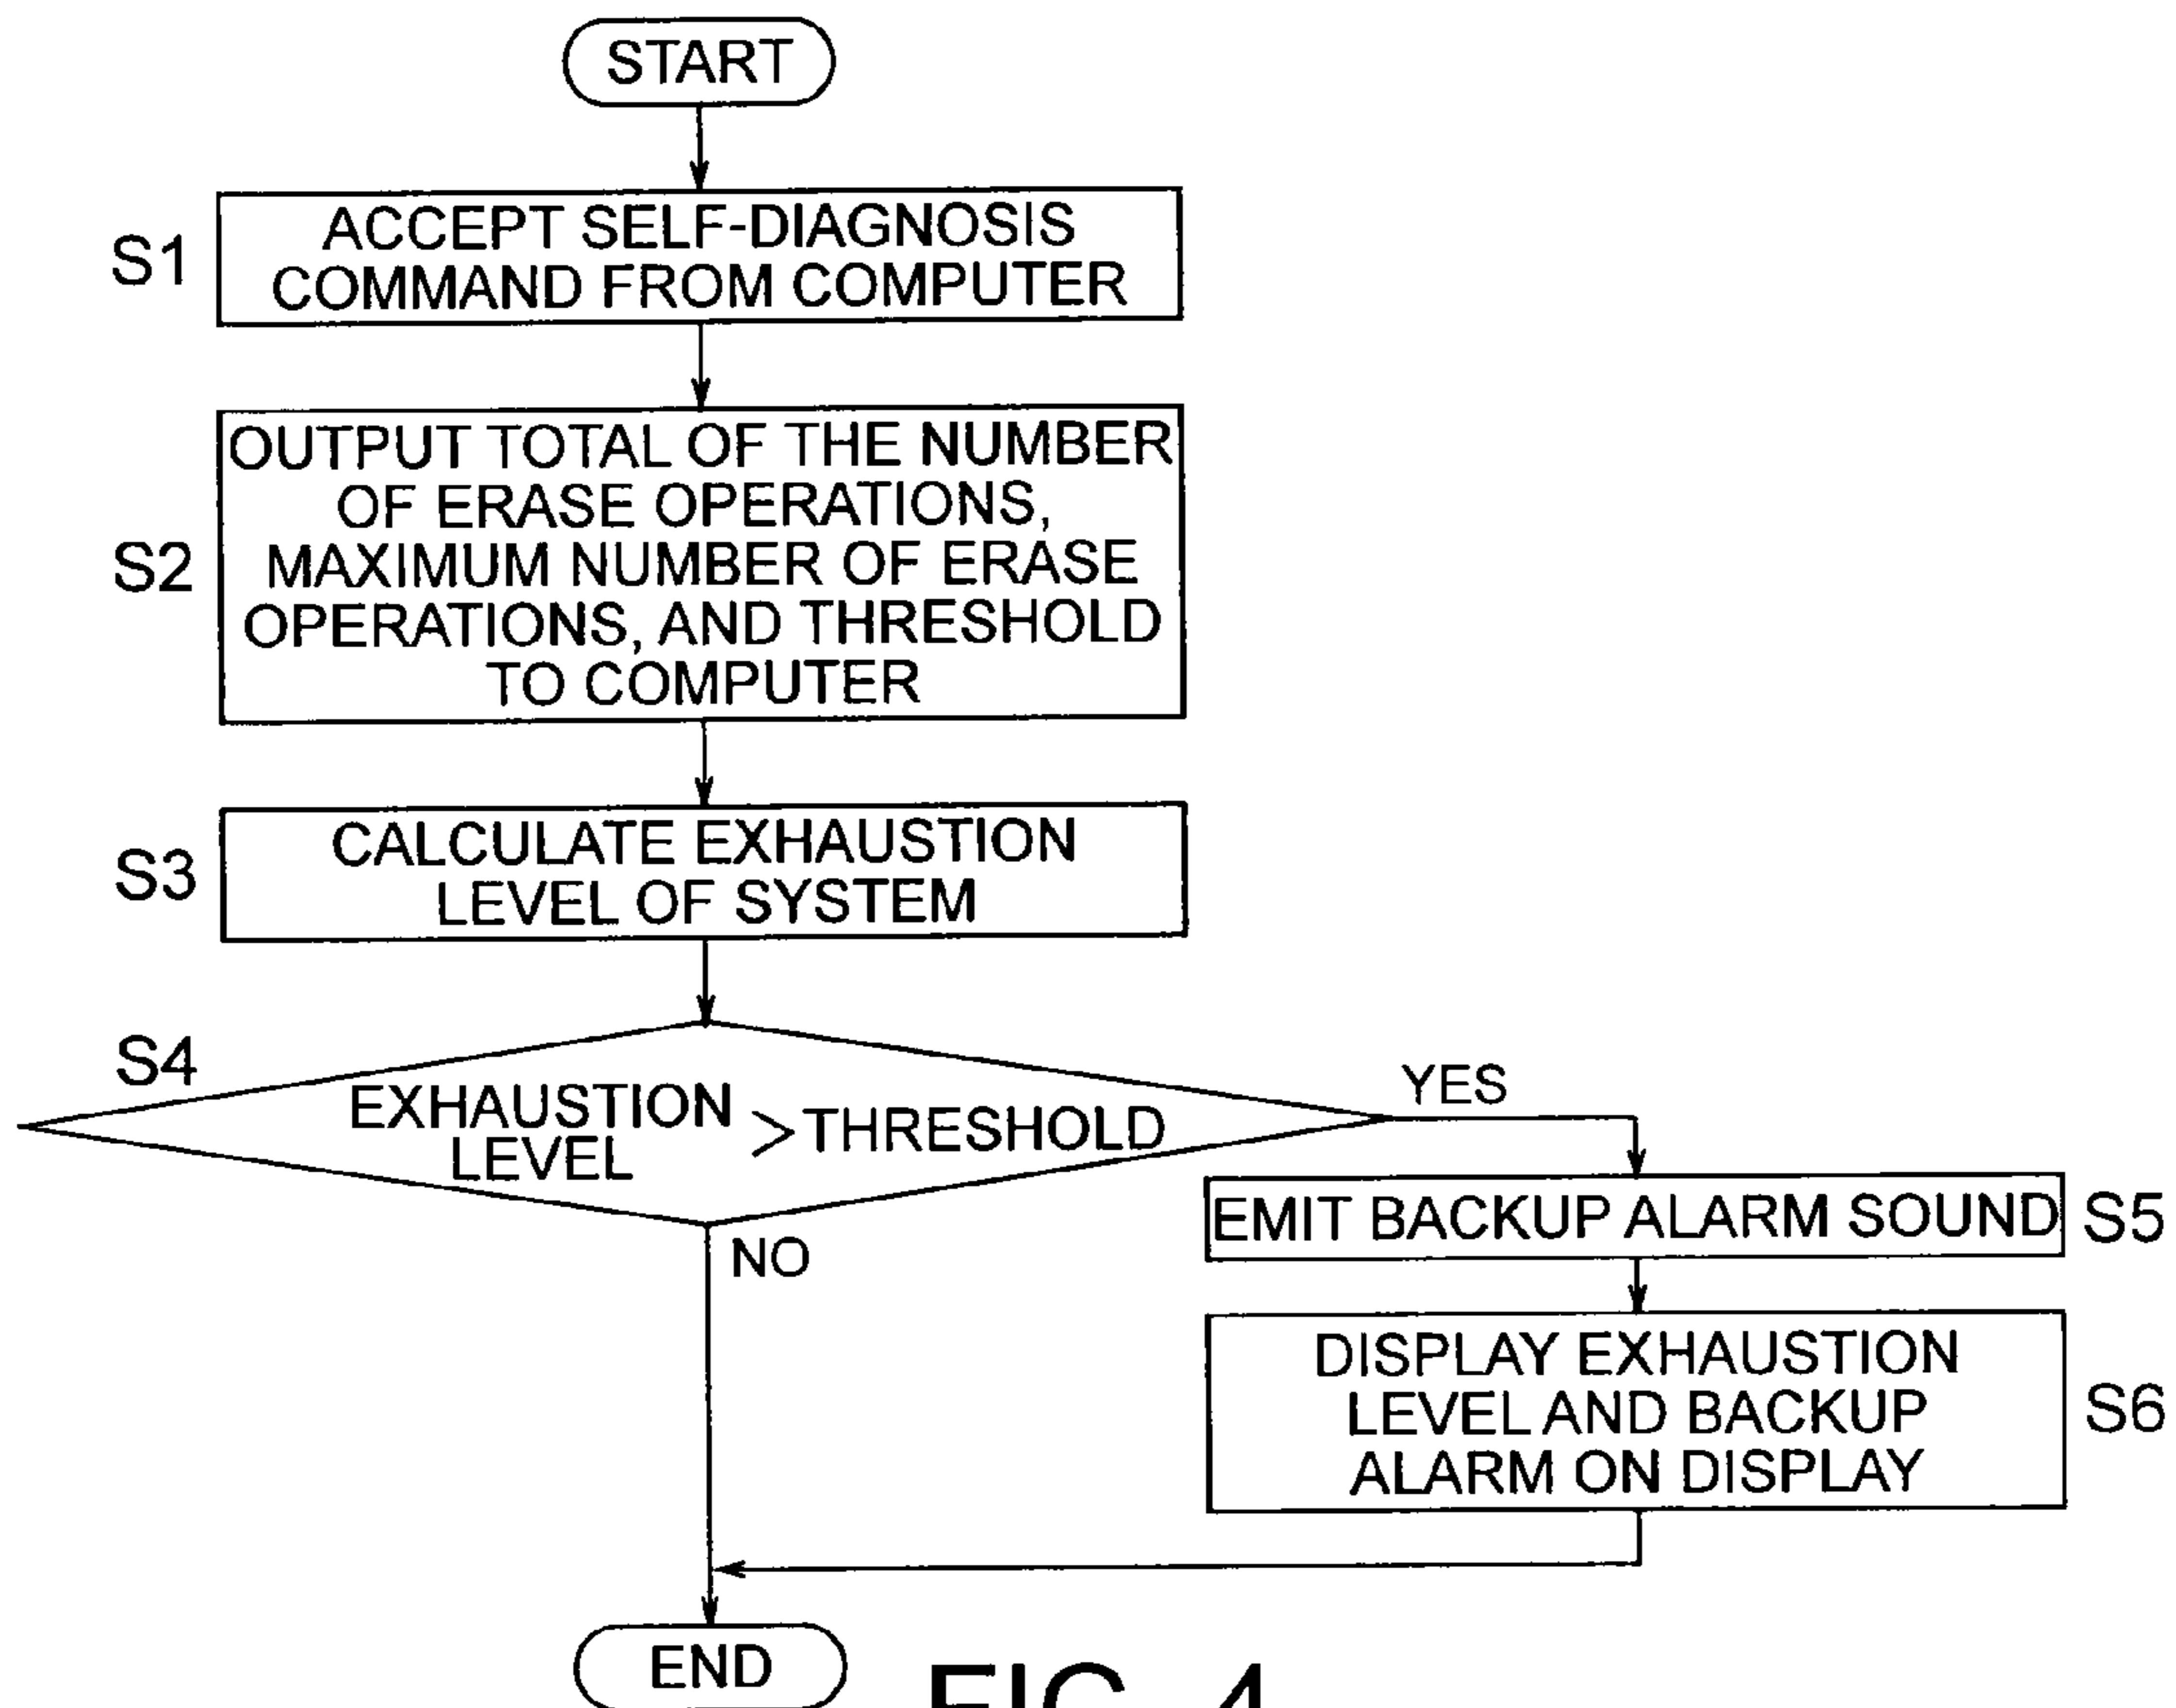 START
S1
ACCEPT SELF-DIAGNOSIS
COMMAND FROM COMPUTER
S2
OUTPUT TOTAL OF THE NUMBER
OF ERASE OPERATIONS,
MAXIMUM NUMBER OF ERASE
OPERATIONS, AND THRESHOLD
TO COMPUTER
S3
CALCULATE EXHAUSTION
LEVEL OF SYSTEM
S4
EXHAUSTION
LEVEL
> THRESHOLD
YES
NO
EMIT BACKUP ALARM SOUND
S5
DISPLAY EXHAUSTION
LEVEL AND BACKUP
ALARM ON DISPLAY
S6
END
FIG. 4